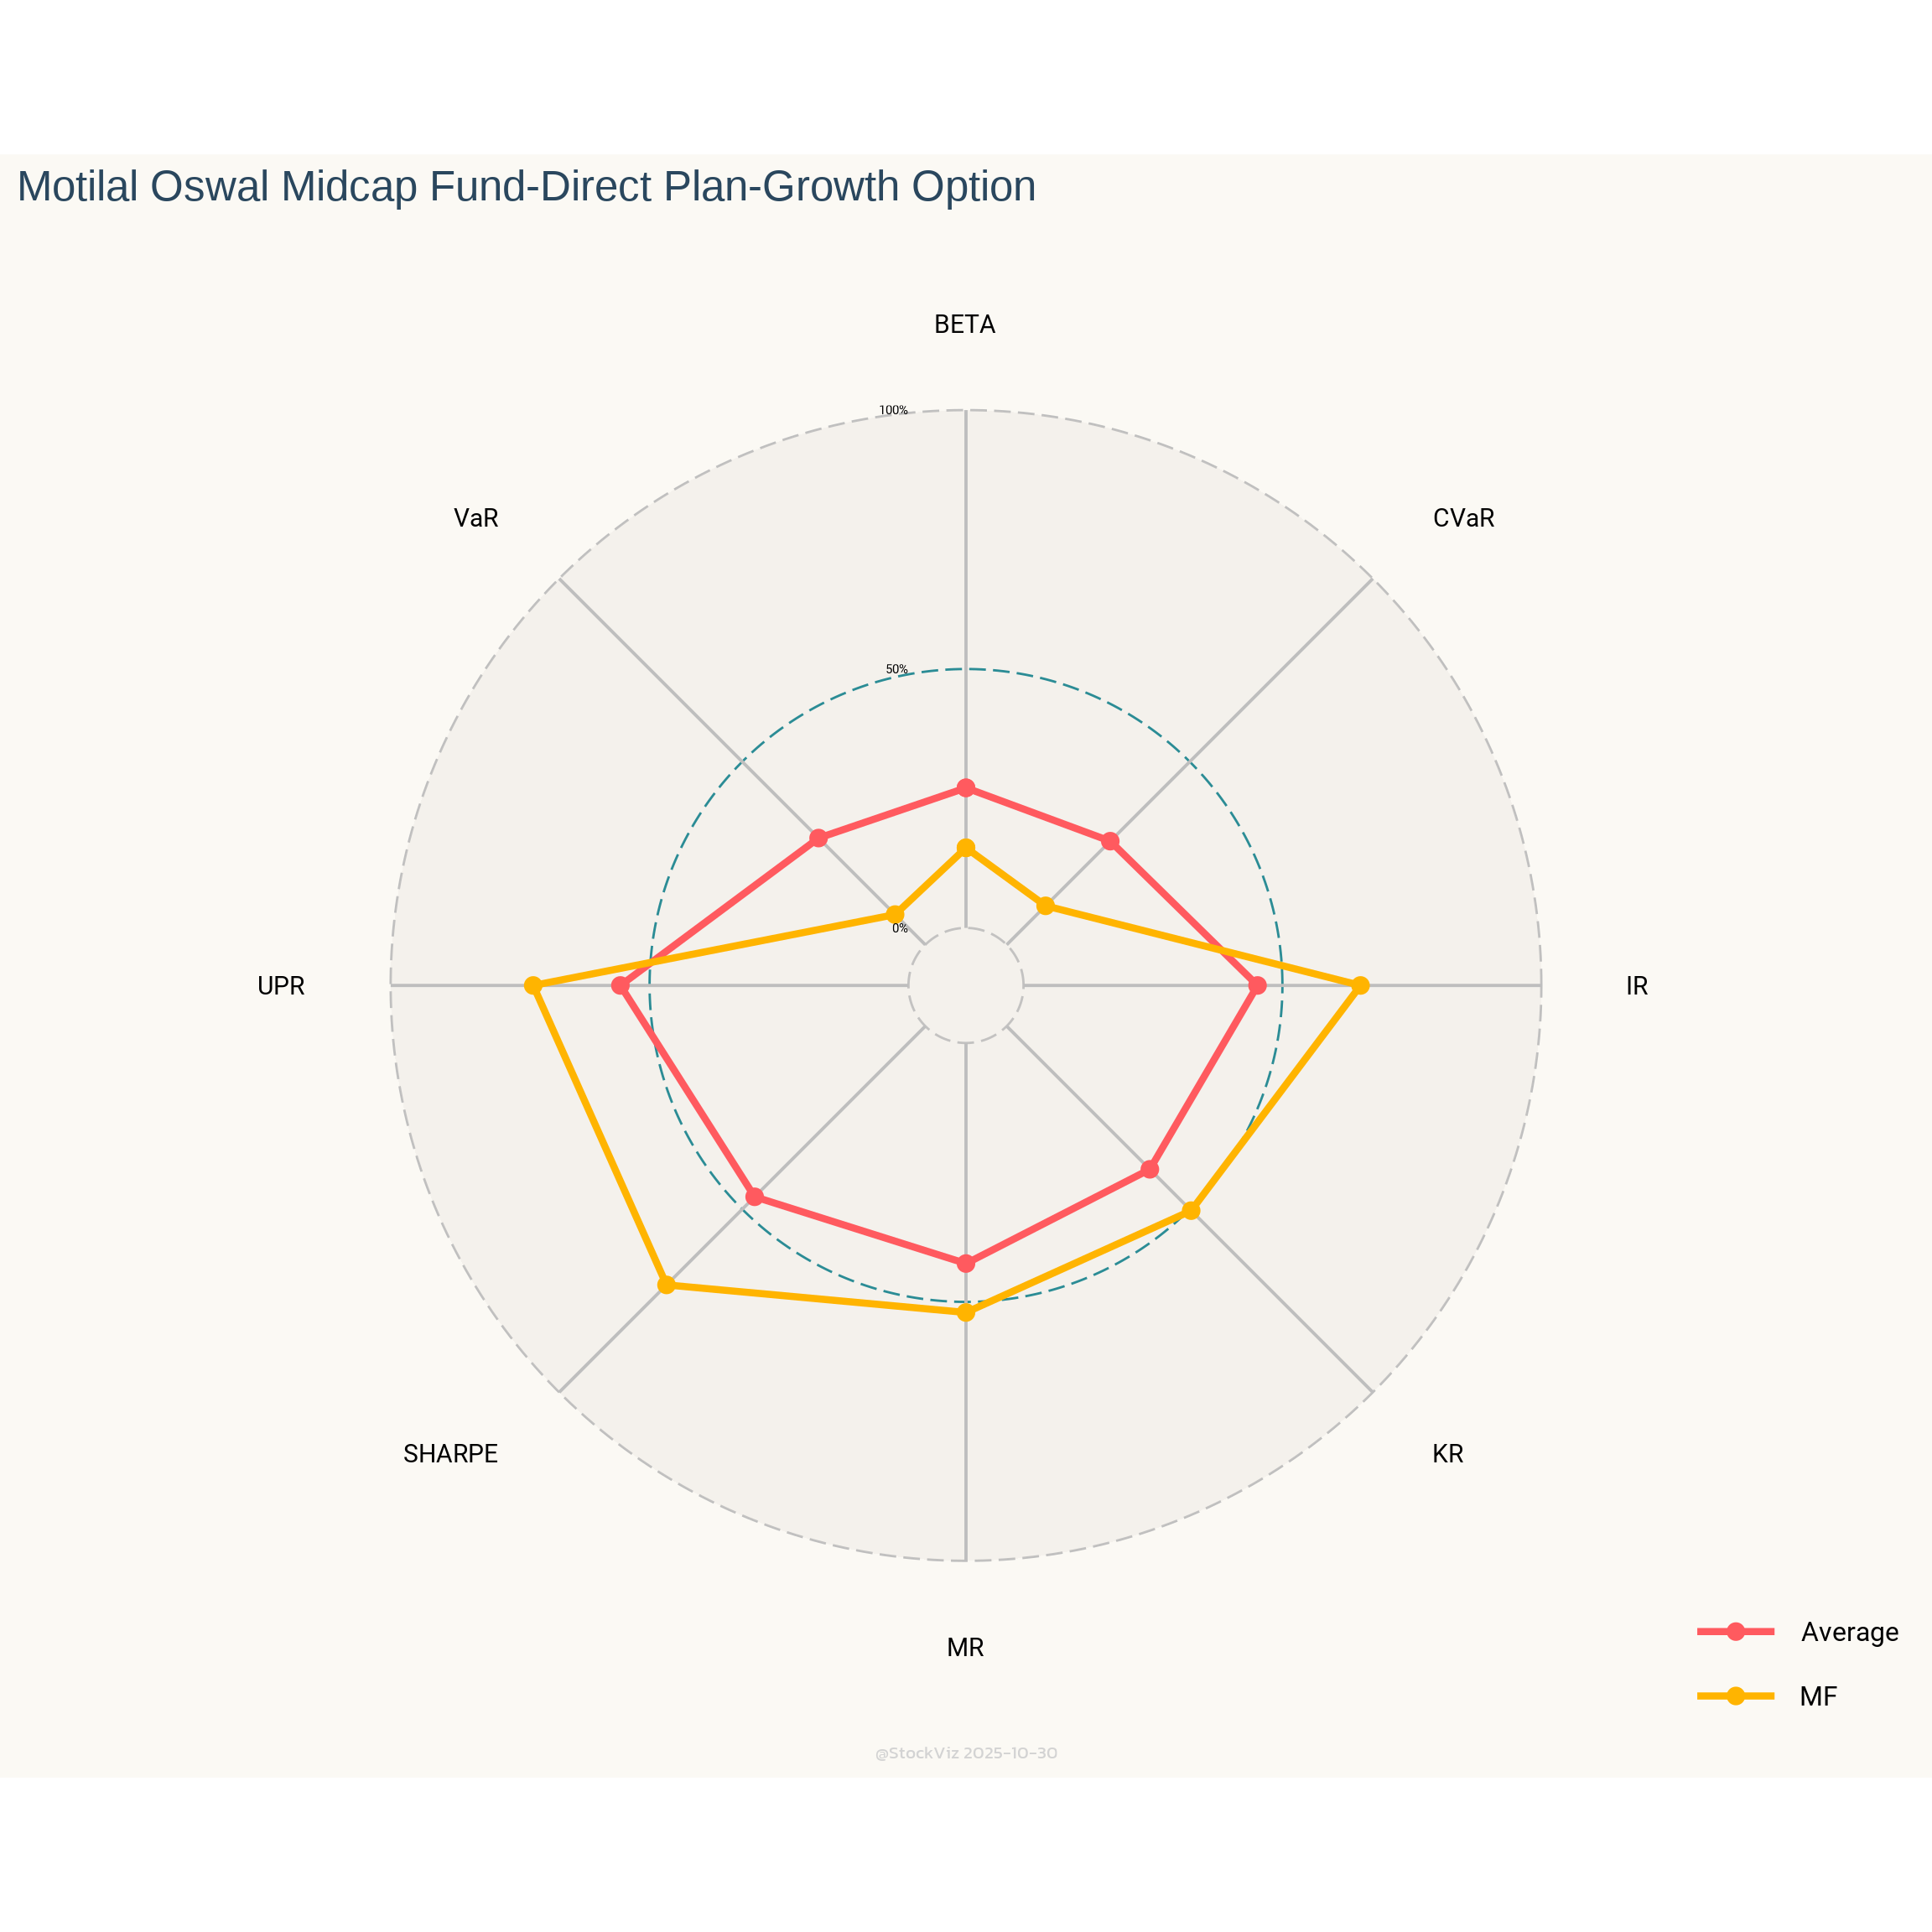 Motilal Oswal Midcap Fund-Direct Plan-Growth Option
BETA
100%
VaR
CVaR
50%
0%
UPR
IR
SHARPE
KR
MR
Average
MF
@StockViz 2025-10-30